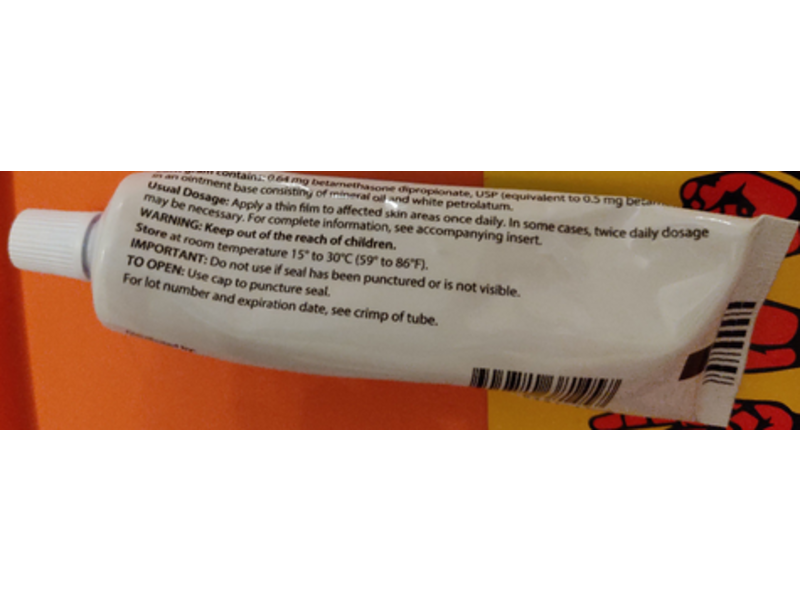 gram contains: 0.64 mg betamethasone dipropionate, USP (equivalent to 0.5 mg
in an ointment base consisting of mineral oil and white petrolatum.
Usual Dosage: Apply a thin film to affected skin areas once daily. In some cases, twice daily dosage
may be necessary. For complete information, see accompanying insert.
WARNING: Keep out of the reach of children.
Store at room temperature 15° to 30°C (59° to 86°F).
IMPORTANT: Do not use if seal has been punctured or is not visible.
TO OPEN: Use cap to puncture seal.
For lot number and expiration date, see crimp of tube.